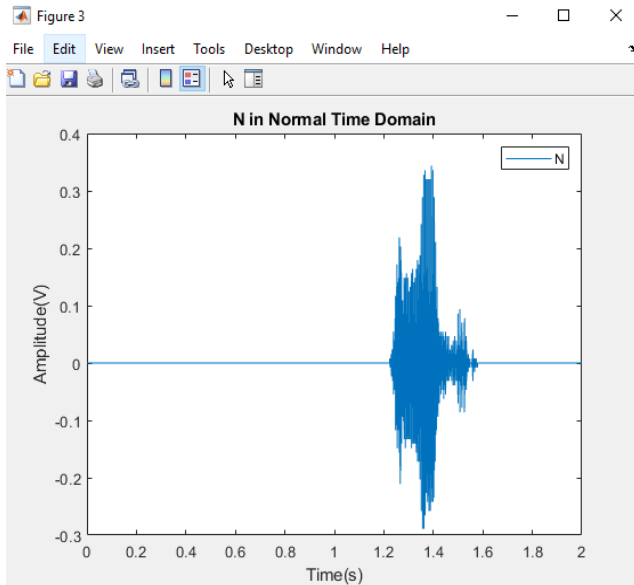 Figure 3
File Edit View Insert Tools Desktop Window Help
N in Normal Time Domain
N
Amplitude(V)
0.4
0.3
0.2
0.1
0
-0.1
-0.2
-0.3
0 0.2 0.4 0.6 0.8 1 1.2 1.4 1.6 1.8 2
Time(s)